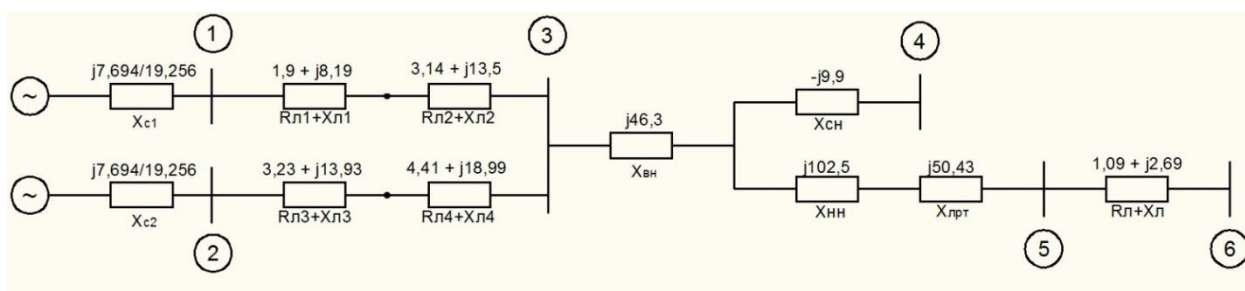 1
3
4
j7,694/19,256
1,9 + j8,19
3,14 + j13,5
-j9,9
~
Xс1
Rл1+Xл1
Rл2+Xл2
j46,3
Xсн
Xвн
j7,694/19,256
3,23 + j13,93
4,41 + j18,99
j102,5
j50,43
1,09 + j2,69
~
Xс2
Rл3+Xл3
Rл4+Xл4
Xнн
Xлрт
Rл+Xл
2
5
6